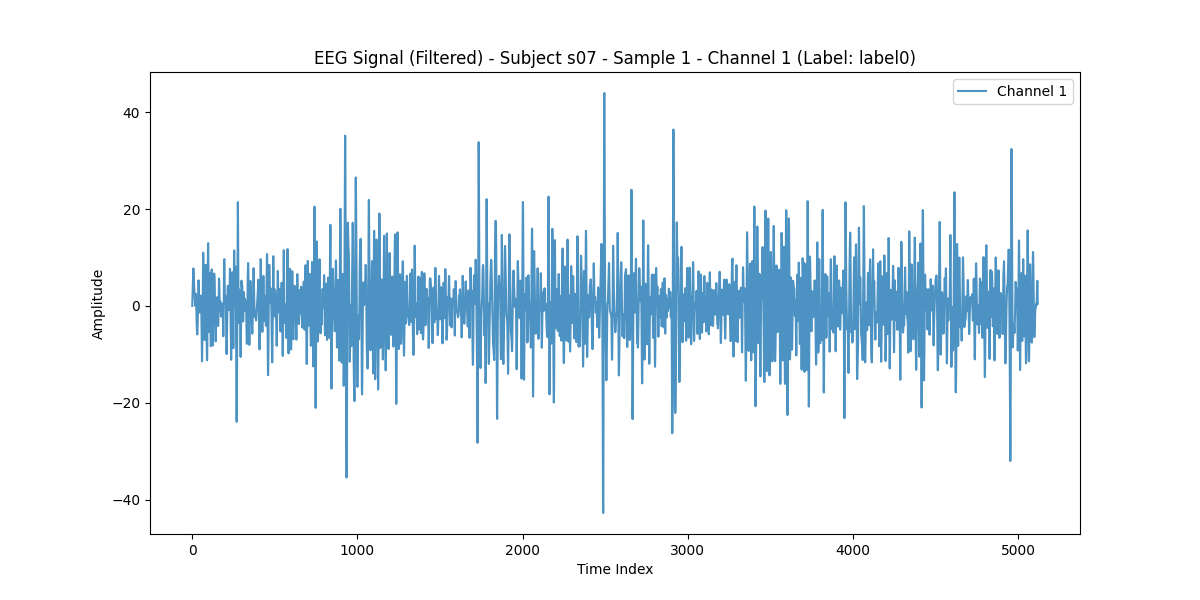 EEG Signal (Filtered) - Subject s07 - Sample 1 - Channel 1 (Label: label0)
Channel 1
40
20
0
−20
−40
Amplitude
0 1000 2000 3000 4000 5000
Time Index